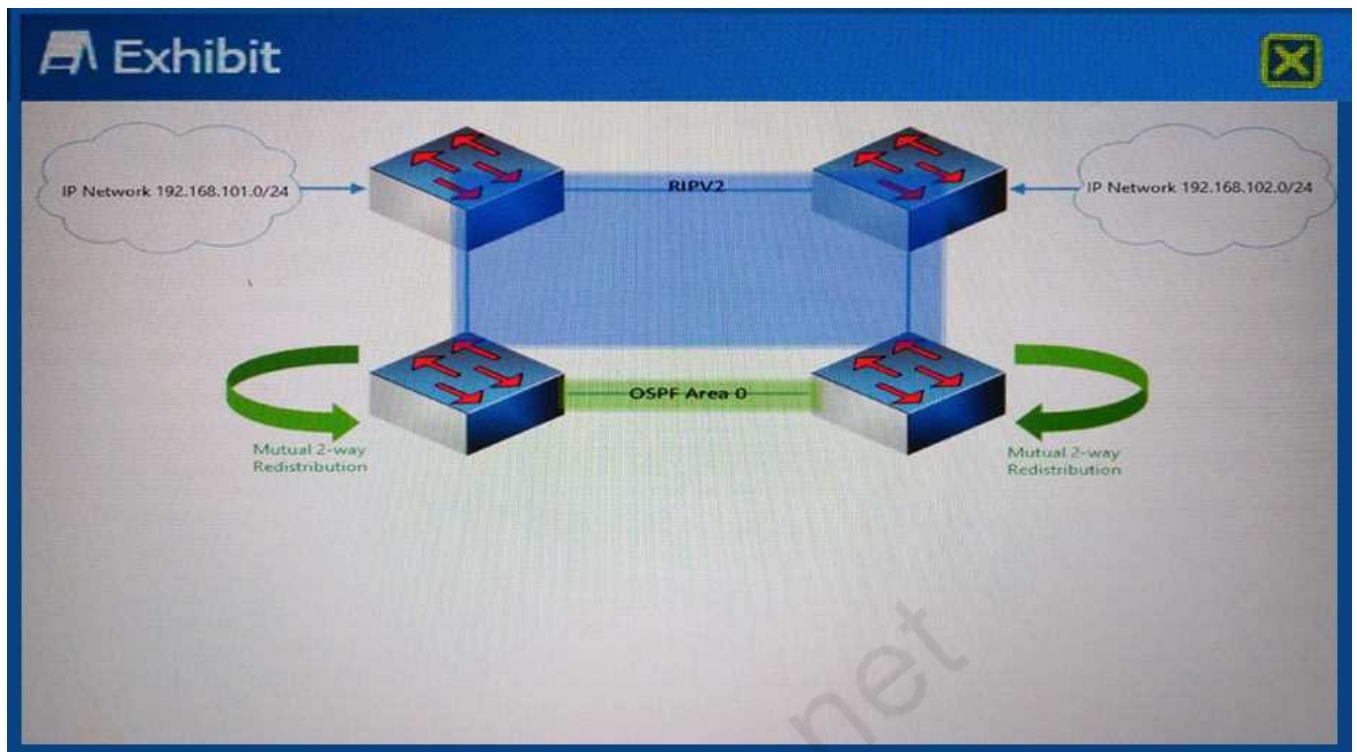 Exhibit
IP Network 192.168.101.0/24
RIPV2
IP Network 192.168.102.0/24
OSPF Area 0
Mutual 2-way
Redistribution
Mutual 2-way
Redistribution
net